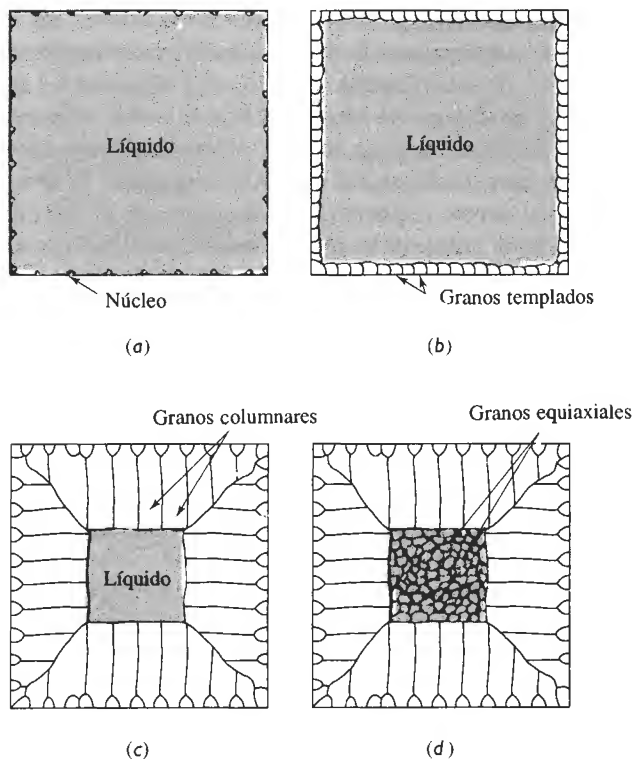 Líquido
Líquido
Núcleo
Granos templados
(a)
(b)
Granos columnares
Granos equiaxiales
Líquido
(c)
(d)